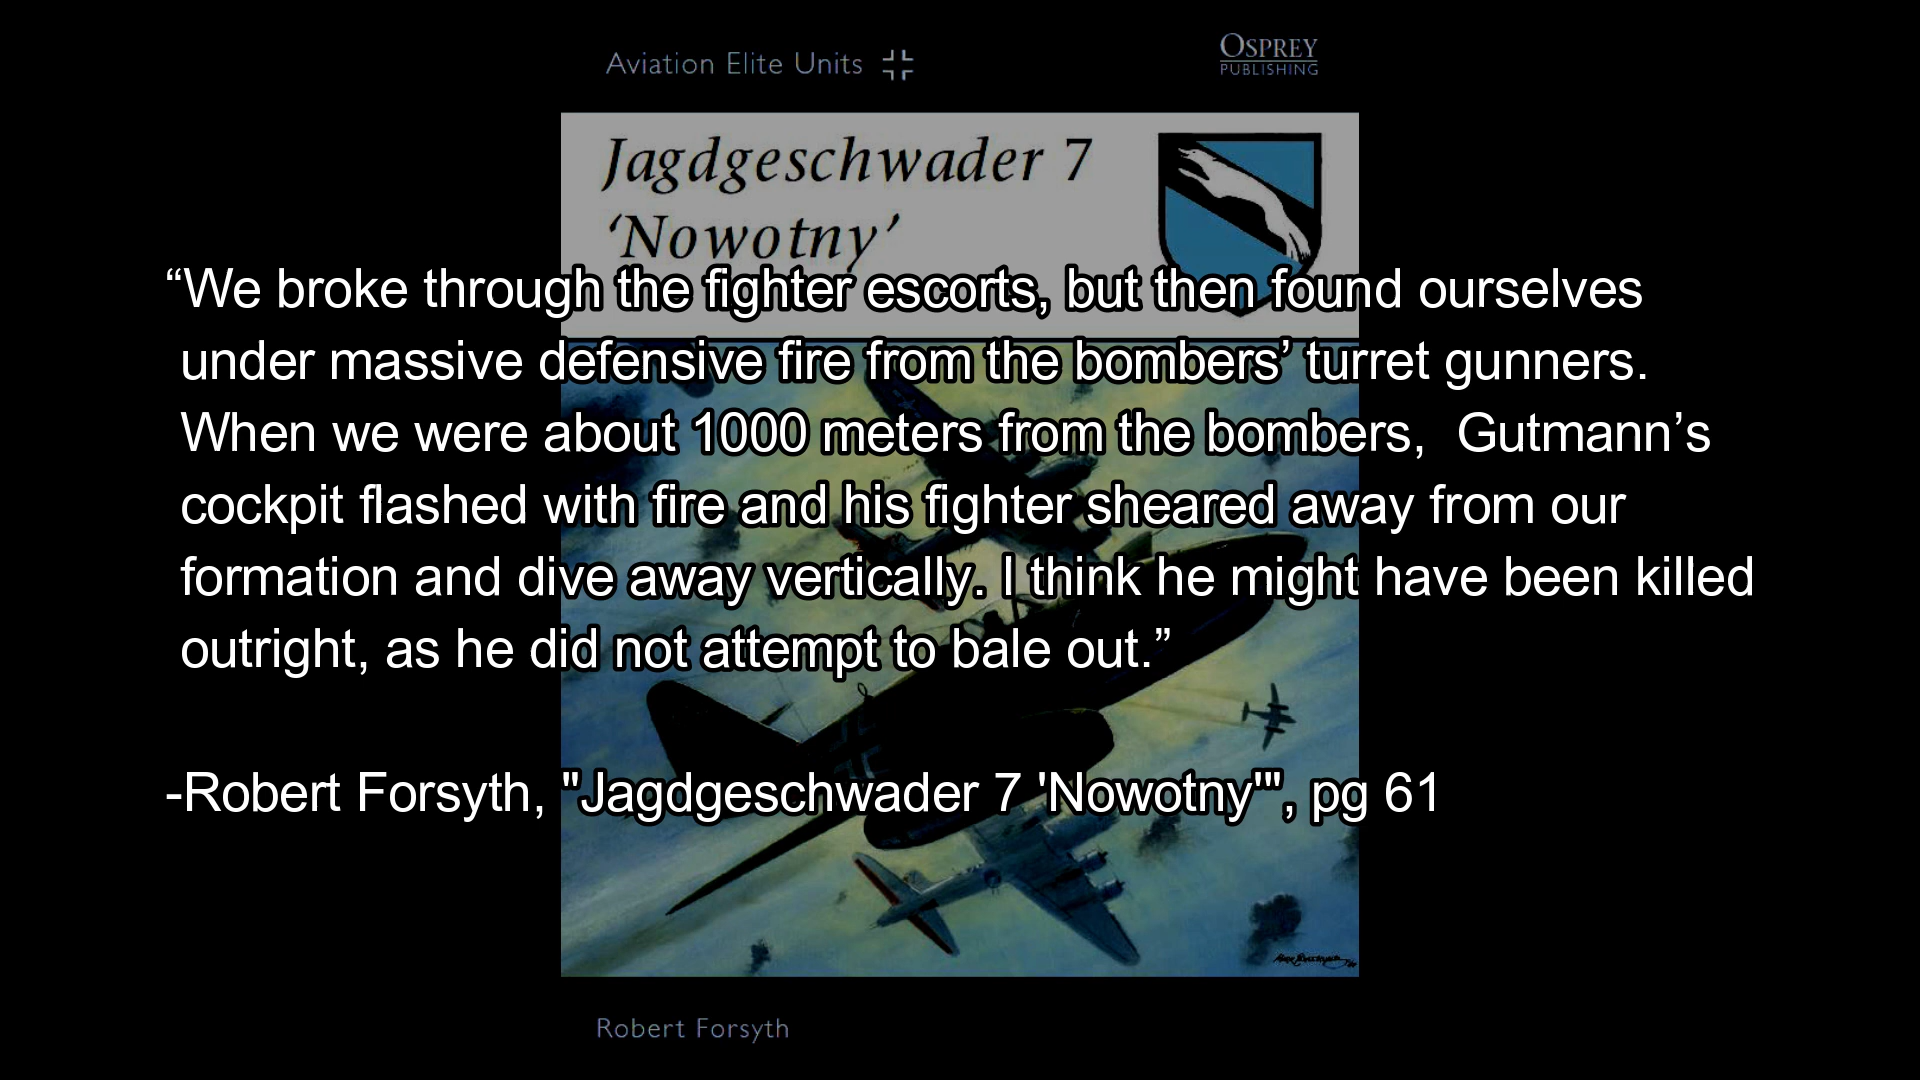 Aviation Elite Units
OSPREY
PUBLISHING
Jagdgeschwader 7
‘Nowotny’
“We broke through the fighter escorts, but then found ourselves
under massive defensive fire from the bombers’ turret gunners.
When we were about 1000 meters from the bombers,  Gutmann’s
cockpit flashed with fire and his fighter sheared away from our
formation and dive away vertically. I think he might have been killed
outright, as he did not attempt to bale out.”
-Robert Forsyth, "Jagdgeschwader 7 'Nowotny'", pg 61
Robert Forsyth